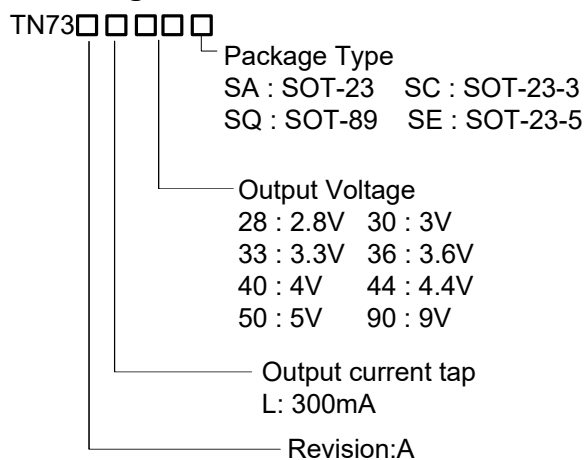 TN73□□□□□
Package Type
SA : SOT-23 SC : SOT-23-3
SQ : SOT-89 SE : SOT-23-5
Output Voltage
28 : 2.8V 30 : 3V
33 : 3.3V 36 : 3.6V
40 : 4V 44 : 4.4V
50 : 5V 90 : 9V
Output current tap
L: 300mA
Revision:A